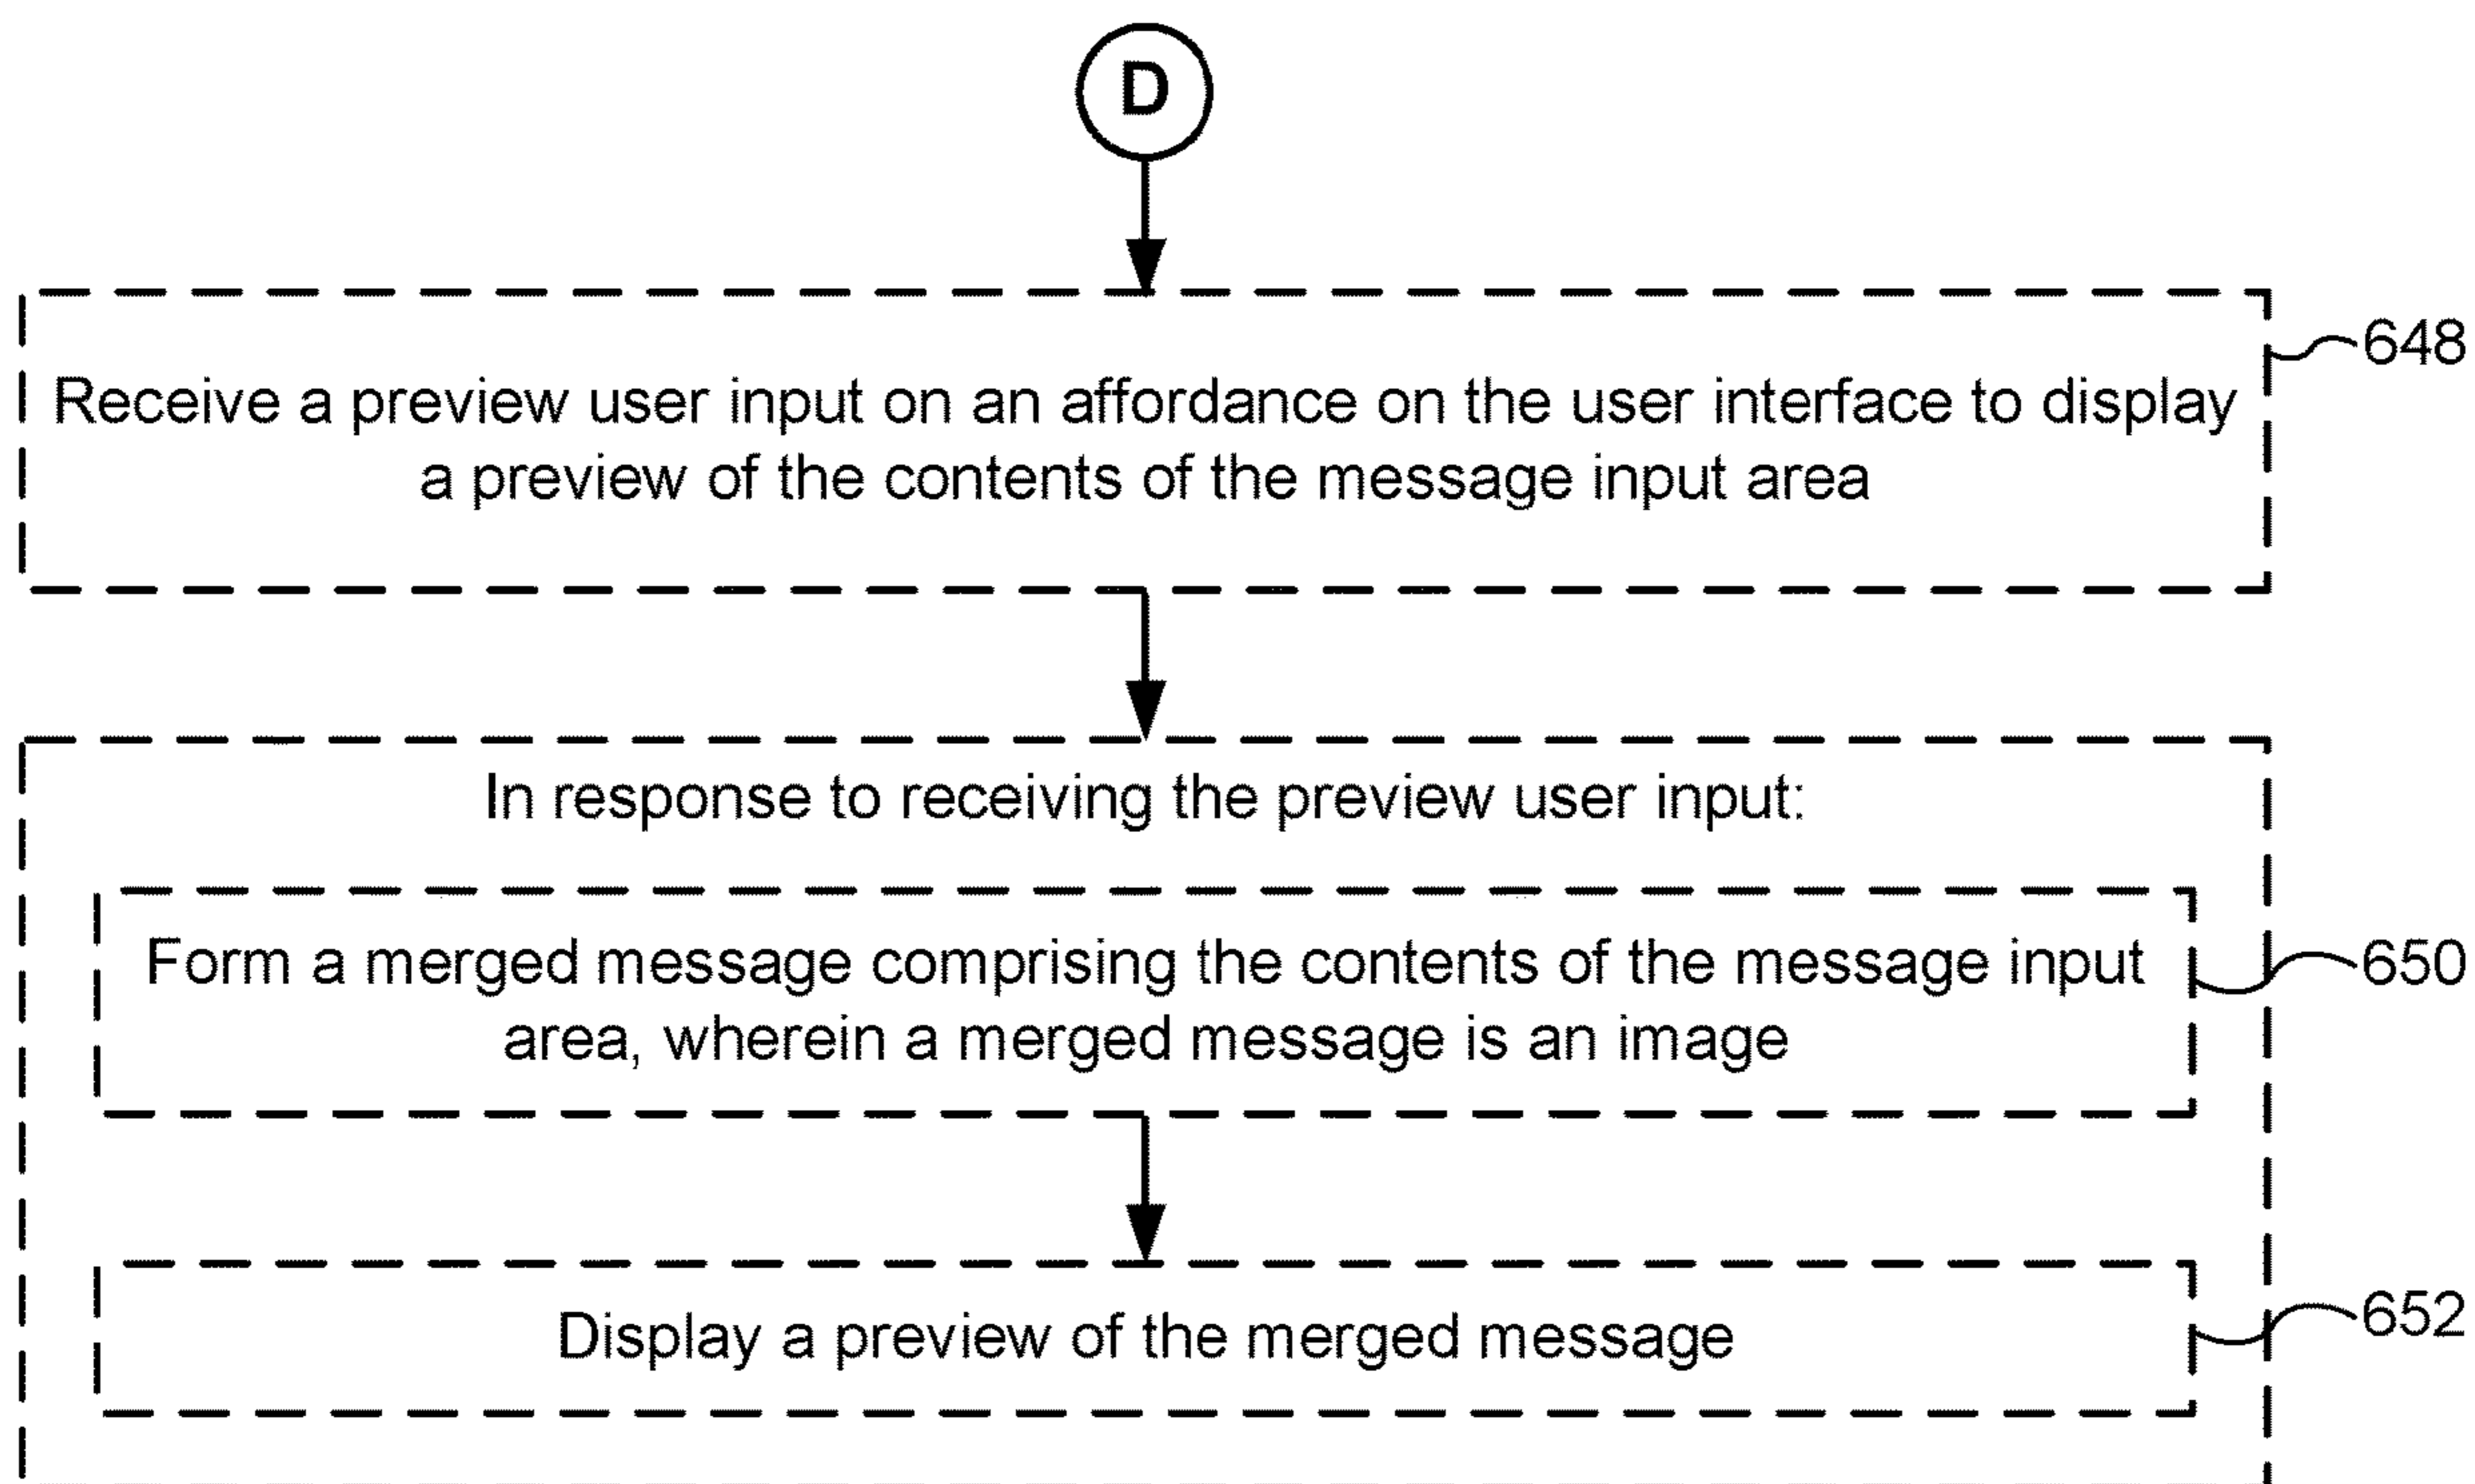 D
648
Receive a preview user input on an affordance on the user interface to display
a preview of the contents of the message input area
In response to receiving the preview user input:
Form a merged message comprising the contents of the message input
650
area, wherein a merged message is an image
Display a preview of the merged message
652